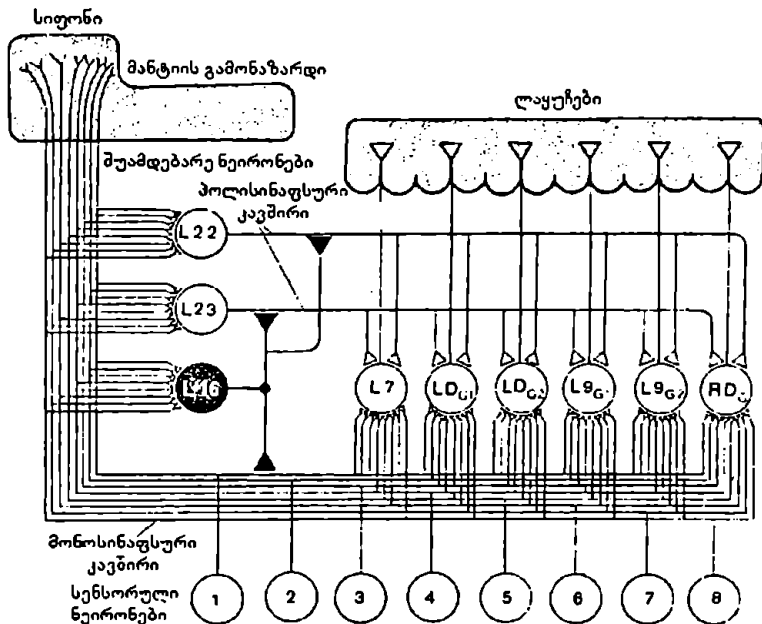 სიფონი
მანტიის გამონაზარდი
ლაყუჩები
შუამდებარე ნეირონები
პოლისინაფსური
კავშირი
L22
L23
L16
L7
LDG1
LDG2
L9G1
L9G2
RDG
მონოსინაფსური
კავშირი
სენსორული
ნეირონები
1
2
3
4
5
6
7
8